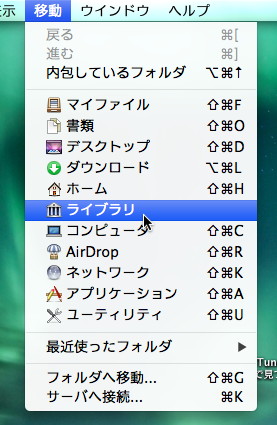 表示 移動 ウインドウ ヘルプ
戻る ⌘[
進む ⌘]
内包しているフォルダ ⌥⌘↑
マイファイル ⇧⌘F
書類 ⇧⌘O
デスクトップ ⇧⌘D
ダウンロード ⌥⌘L
ホーム ⇧⌘H
ライブラリ
コンピュータ ⇧⌘C
AirDrop ⇧⌘R
ネットワーク ⇧⌘K
アプリケーション ⇧⌘A
ユーティリティ ⇧⌘U
最近使ったフォルダ ▶
フォルダへ移動... ⇧⌘G
サーバへ接続... ⌘K
iTun
で見つ